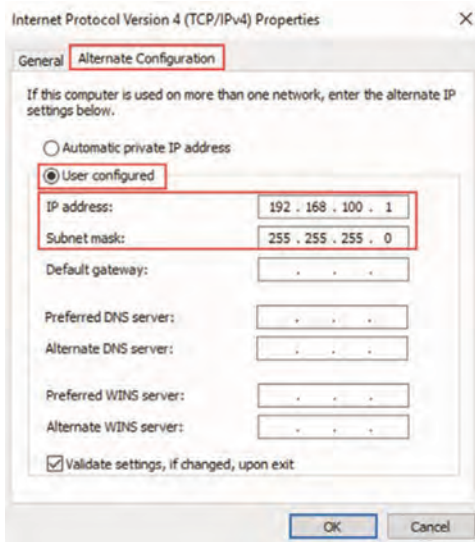 Internet Protocol Version 4 (TCP/IPv4) Properties
General Alternate Configuration
If this computer is used on more than one network, enter the alternate IP
settings below.
Automatic private IP address
User configured
IP address: 192 . 168 . 100 . 1
Subnet mask: 255 . 255 . 255 . 0
Default gateway: . . .
Preferred DNS server: . . .
Alternate DNS server: . . .
Preferred WINS server: . . .
Alternate WINS server: . . .
Validate settings, if changed, upon exit
OK Cancel